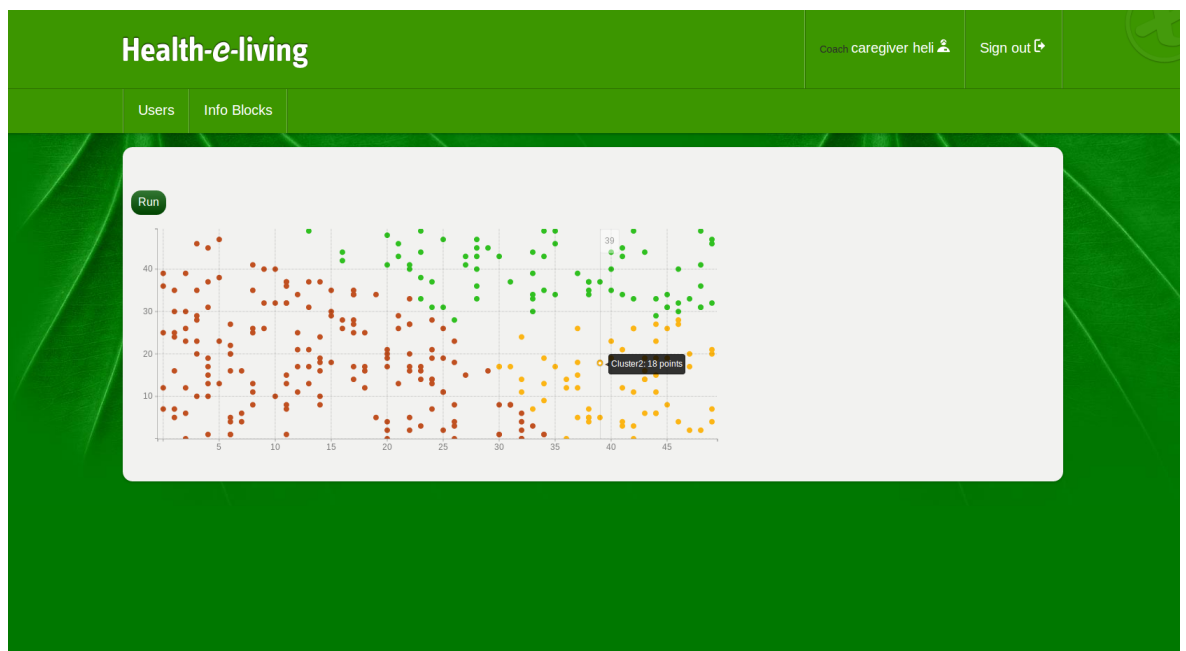 Health-e-living
Coach caregiver heli
Sign out
Users
Info Blocks
Run
39
40
30
20
Cluster2: 18 points
10
5
10
15
20
25
30
35
40
45